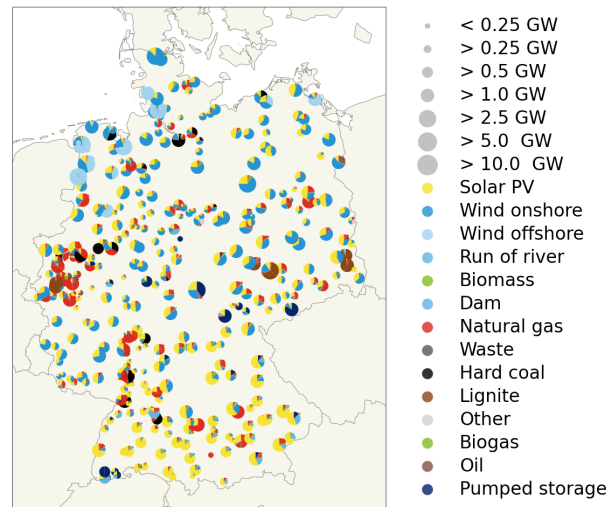 < 0.25 GW
> 0.25 GW
> 0.5 GW
> 1.0 GW
> 2.5 GW
> 5.0 GW
> 10.0 GW
Solar PV
Wind onshore
Wind offshore
Run of river
Biomass
Dam
Natural gas
Waste
Hard coal
Lignite
Other
Biogas
Oil
Pumped storage